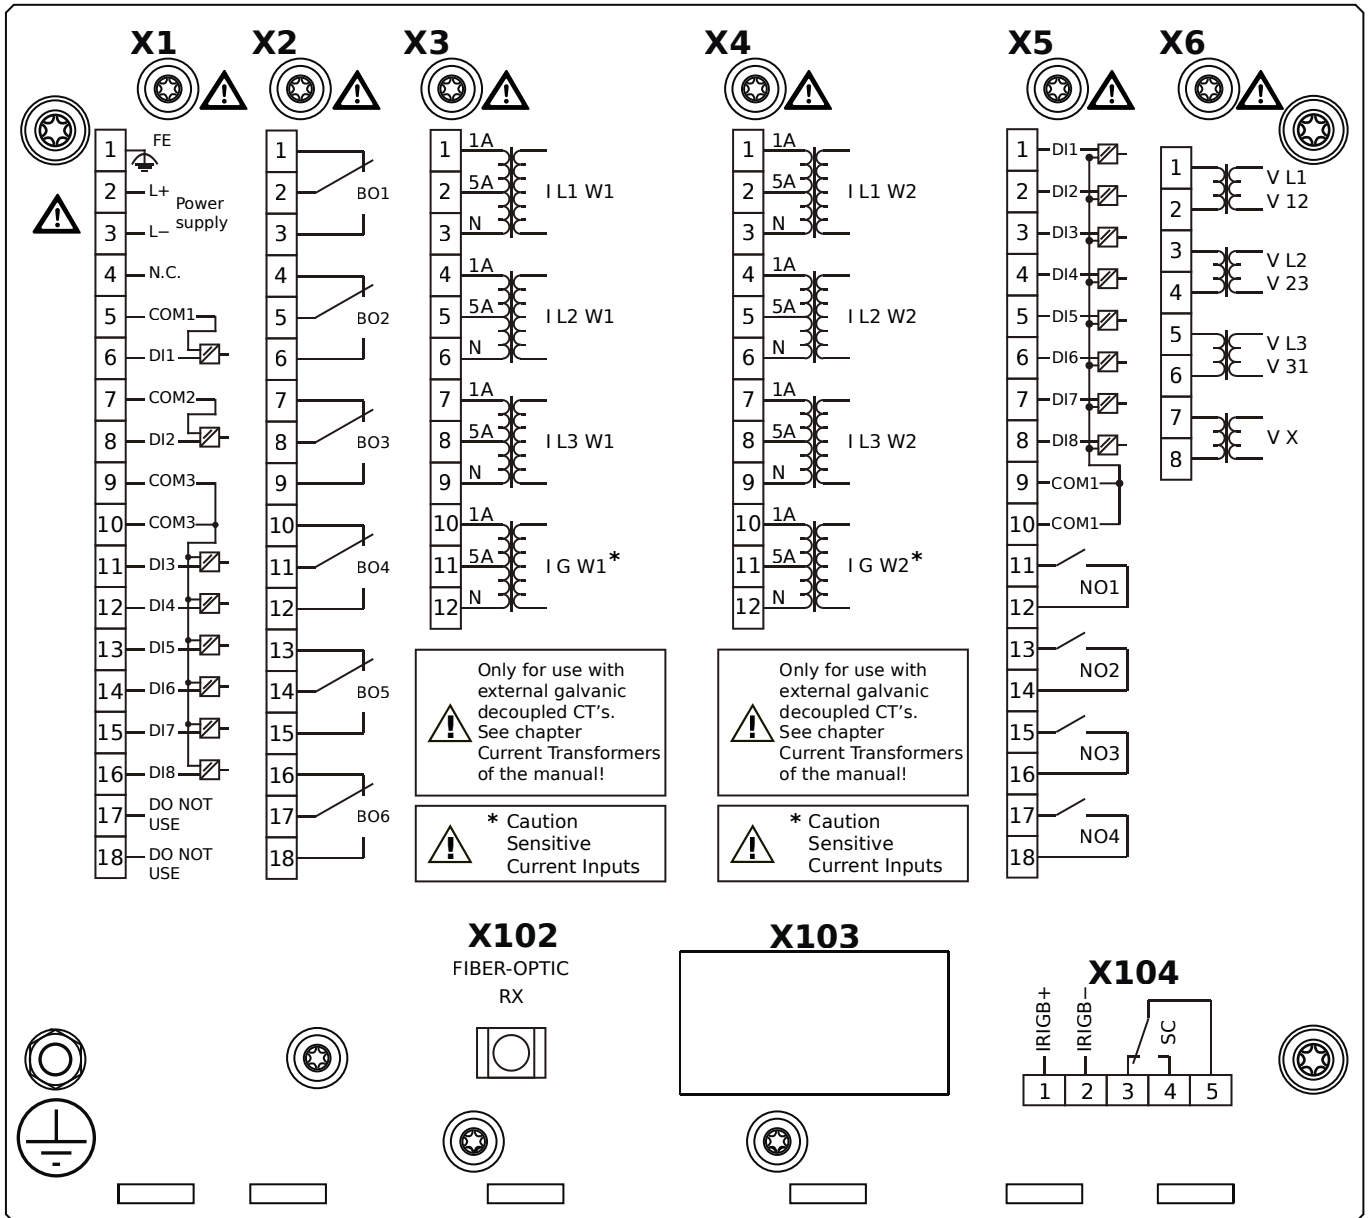 X1
1
FE
2
L+
Power
supply
3
L−
4
N.C.
5
COM1
6
DI1
7
COM2
8
DI2
9
COM3
10
COM3
11
DI3
12
DI4
13
DI5
14
DI6
15
DI7
16
DI8
17
DO NOT
USE
18
DO NOT
USE
X2
1
2
BO1
3
4
5
BO2
6
7
8
BO3
9
10
11
BO4
12
13
14
BO5
15
16
17
BO6
18
X3
1
1A
2
5A
I L1 W1
3
N
4
1A
5
5A
I L2 W1
6
N
7
1A
8
5A
I L3 W1
9
N
10
1A
11
5A
I G W1*
12
N
Only for use with
external galvanic
decoupled CT's.
See chapter
Current Transformers
of the manual!
* Caution
Sensitive
Current Inputs
X4
1
1A
2
5A
I L1 W2
3
N
4
1A
5
5A
I L2 W2
6
N
7
1A
8
5A
I L3 W2
9
N
10
1A
11
5A
I G W2*
12
N
Only for use with
external galvanic
decoupled CT's.
See chapter
Current Transformers
of the manual!
* Caution
Sensitive
Current Inputs
X5
1
DI1
2
DI2
3
DI3
4
DI4
5
DI5
6
DI6
7
DI7
8
DI8
9
COM1
10
COM1
11
NO1
12
13
NO2
14
15
NO3
16
17
NO4
18
X6
1
V L1
V 12
2
3
V L2
V 23
4
5
V L3
V 31
6
7
V X
8
X102
FIBER-OPTIC
RX
X103
X104
IRIGB+
IRIGB−
SC
1 2 3 4 5